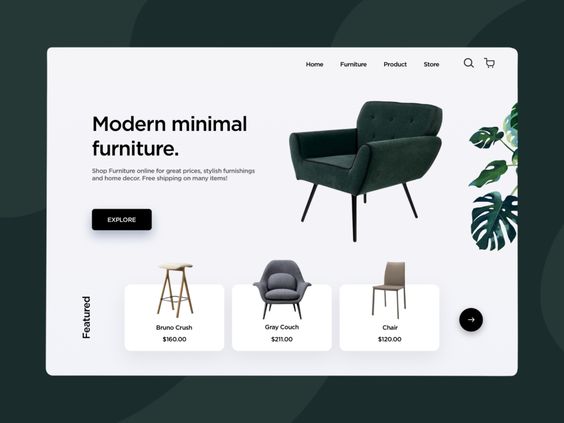 Home Furniture Product Store
Modern minimal
furniture.
Shop Furniture online for great prices, stylish furnishings
and home decor. Free shipping on many items!
EXPLORE
Featured
Bruno Crush
$160.00
Gray Couch
$211.00
Chair
$120.00